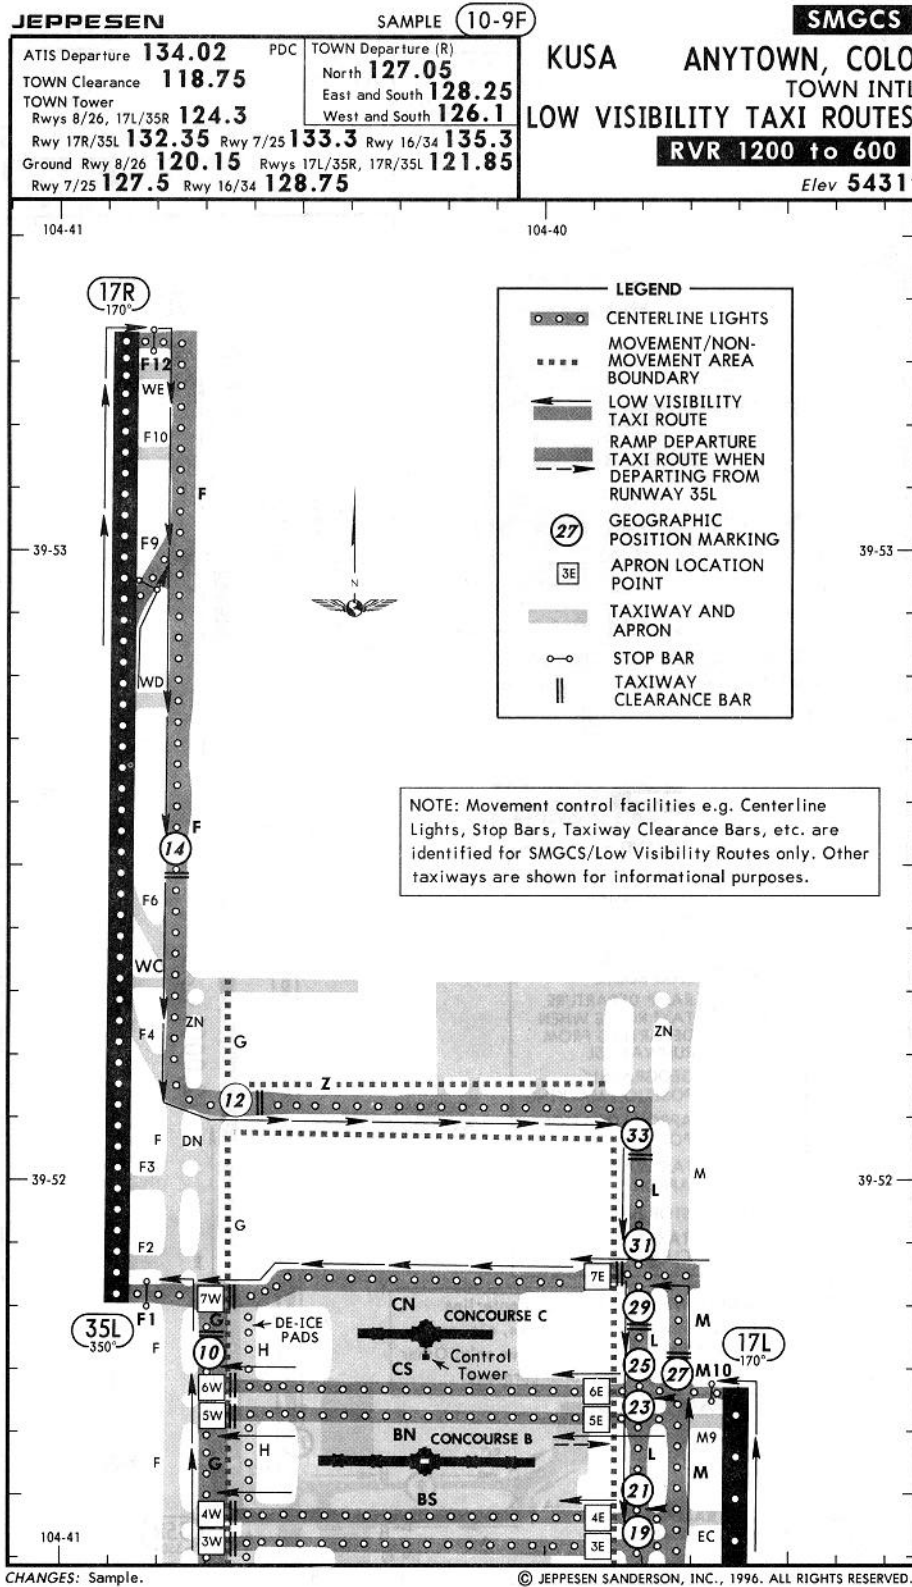 JEPPESEN
SAMPLE 10-9F
SMGCS
ATIS Departure 134.02 PDC
TOWN Clearance 118.75
TOWN Tower
Rwys 8/26, 17L/35R 124.3
TOWN Departure (R)
North 127.05
East and South 128.25
West and South 126.1
Rwy 17R/35L 132.35 Rwy 7/25 133.3 Rwy 16/34 135.3
Ground Rwy 8/26 120.15 Rwys 17L/35R, 17R/35L 121.85
Rwy 7/25 127.5 Rwy 16/34 128.75
KUSA ANYTOWN, COLO
TOWN INTL
LOW VISIBILITY TAXI ROUTES
RVR 1200 to 600
Elev 5431'
104-41
104-40
17R
170°
F12
WE
F10
F
F9
39-53
39-53
WD
N
LEGEND
CENTERLINE LIGHTS
MOVEMENT/NON-
MOVEMENT AREA
BOUNDARY
LOW VISIBILITY
TAXI ROUTE
RAMP DEPARTURE
TAXI ROUTE WHEN
DEPARTING FROM
RUNWAY 35L
27
GEOGRAPHIC
POSITION MARKING
3E
APRON LOCATION
POINT
TAXIWAY AND
APRON
STOP BAR
TAXIWAY
CLEARANCE BAR
NOTE: Movement control facilities e.g. Centerline
Lights, Stop Bars, Taxiway Clearance Bars, etc. are
identified for SMGCS/Low Visibility Routes only. Other
taxiways are shown for informational purposes.
F
14
F6
WC
F4
ZN
G
ZN
12
Z
33
F
DN
F3
39-52
39-52
L
M
G
F2
31
7E
7W
F1
35L
350°
CN
CONCOURSE C
29
G
DE-ICE
PADS
F
10
H
L
M
17L
170°
Control
Tower
CS
25
27
M10
6W
6E
5W
5E
23
BN
CONCOURSE B
M9
F
G
H
L
M
BS
21
4W
4E
3W
3E
19
EC
104-41
CHANGES: Sample.
© JEPPESEN SANDERSON, INC., 1996. ALL RIGHTS RESERVED.